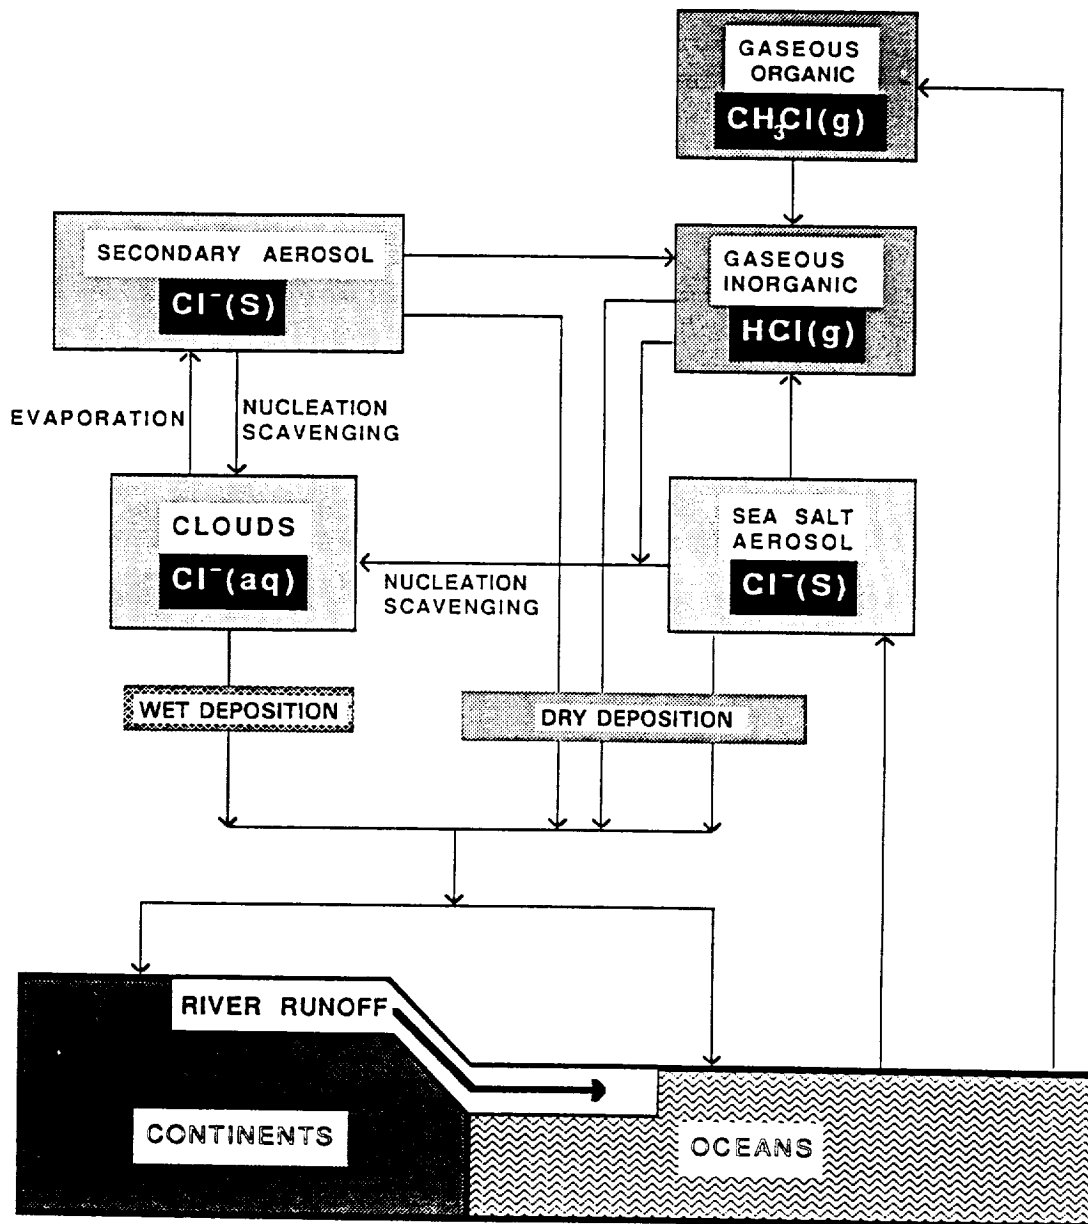 GASEOUS
ORGANIC
CH₃Cl(g)
SECONDARY AEROSOL
Cl⁻(S)
GASEOUS
INORGANIC
HCl(g)
EVAPORATION
NUCLEATION
SCAVENGING
CLOUDS
Cl⁻(aq)
SEA SALT
AEROSOL
Cl⁻(S)
NUCLEATION
SCAVENGING
WET DEPOSITION
DRY DEPOSITION
RIVER RUNOFF
CONTINENTS
OCEANS